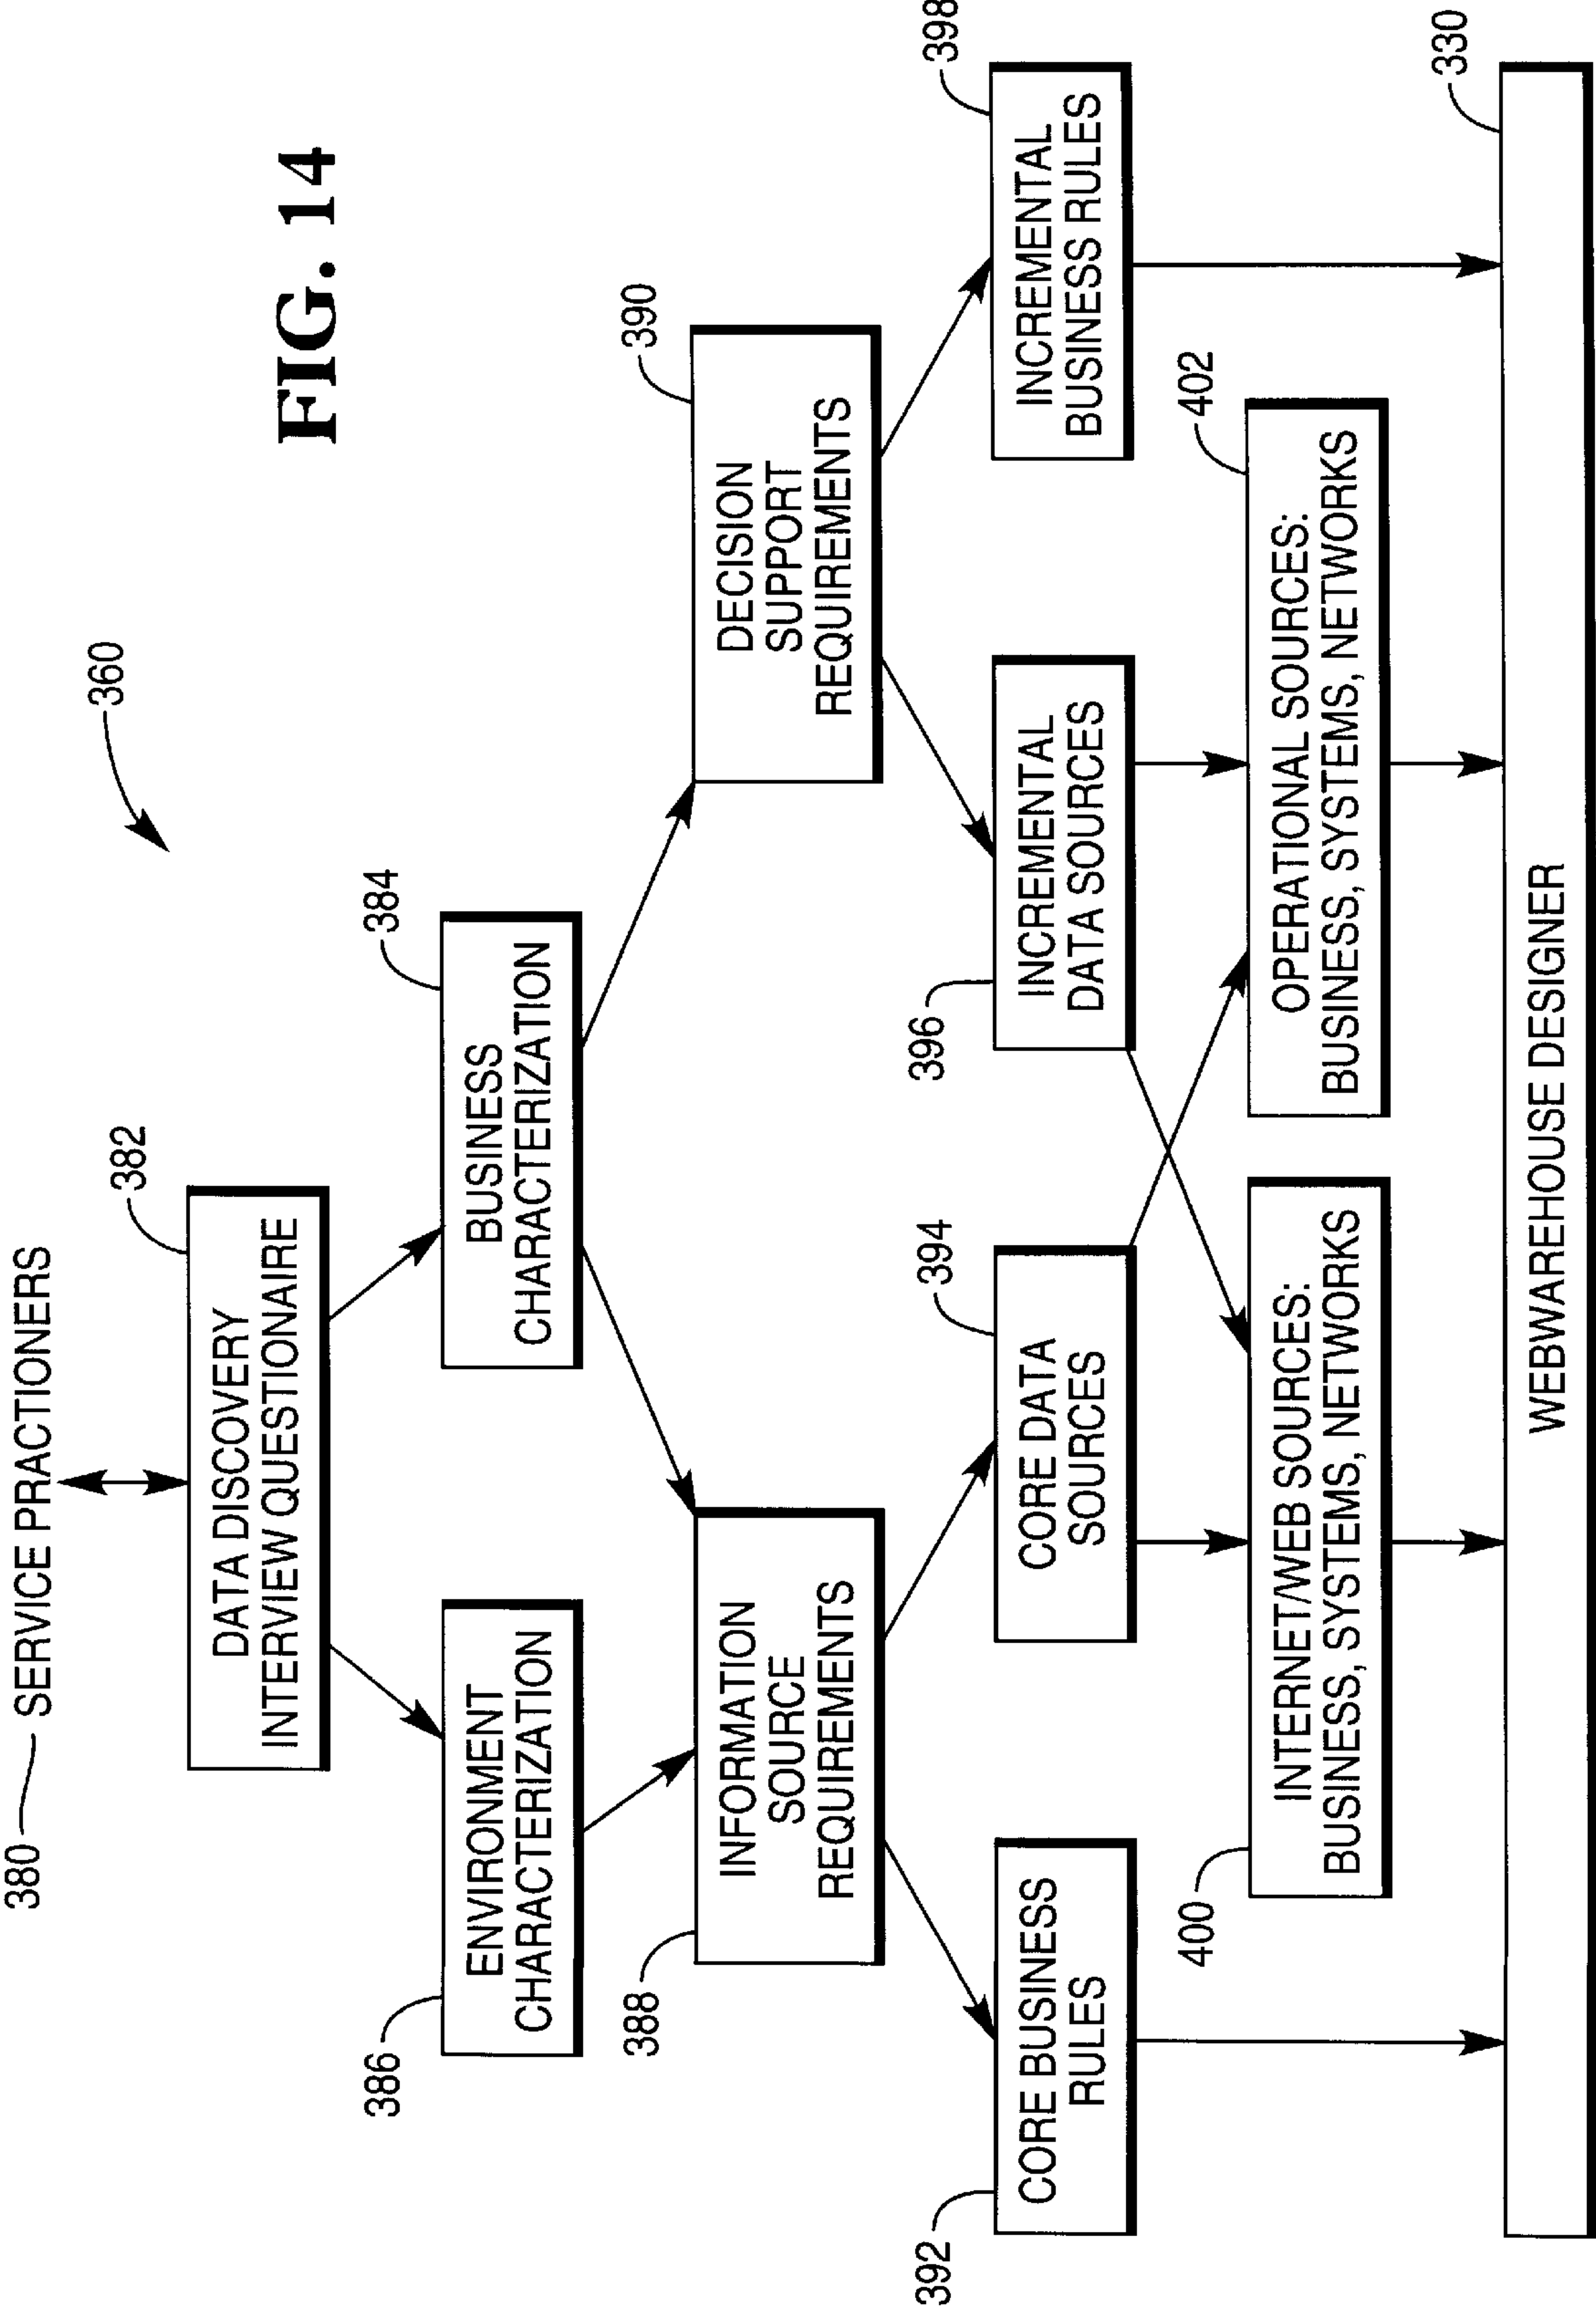 FIG. 14
360
380
SERVICE PRACTIONERS
382
DATA DISCOVERY
INTERVIEW QUESTIONAIRE
386
ENVIRONMENT
CHARACTERIZATION
384
BUSINESS
CHARACTERIZATION
388
INFORMATION
SOURCE
REQUIREMENTS
390
DECISION
SUPPORT
REQUIREMENTS
392
CORE BUSINESS
RULES
394
CORE DATA
SOURCES
396
INCREMENTAL
DATA SOURCES
398
INCREMENTAL
BUSINESS RULES
400
INTERNET/WEB SOURCES:
BUSINESS, SYSTEMS, NETWORKS
402
OPERATIONAL SOURCES:
BUSINESS, SYSTEMS, NETWORKS
330
WEBWAREHOUSE DESIGNER